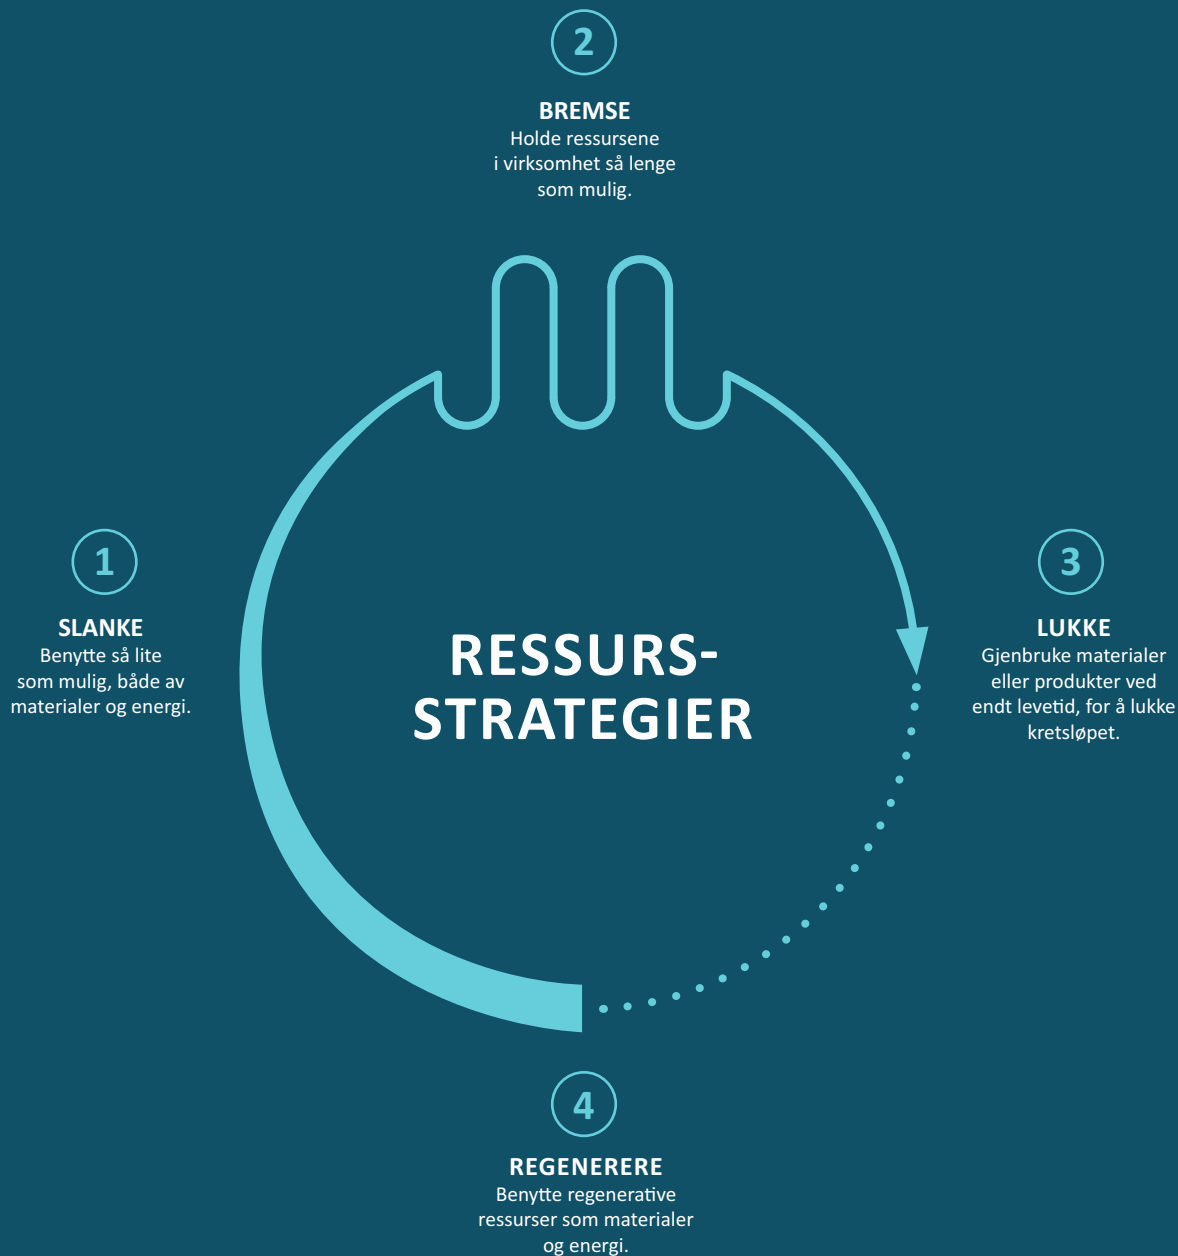 2
BREMSE
Holde ressursene
i virksomhet så lenge
som mulig.
1
SLANKE
Benytte så lite
som mulig, både av
materialer og energi.
RESSURS-
STRATEGIER
3
LUKKE
Gjenbruke materialer
eller produkter ved
endt levetid, for å lukke
kretsløpet.
4
REGENERERE
Benytte regenerative
ressurser som materialer
og energi.